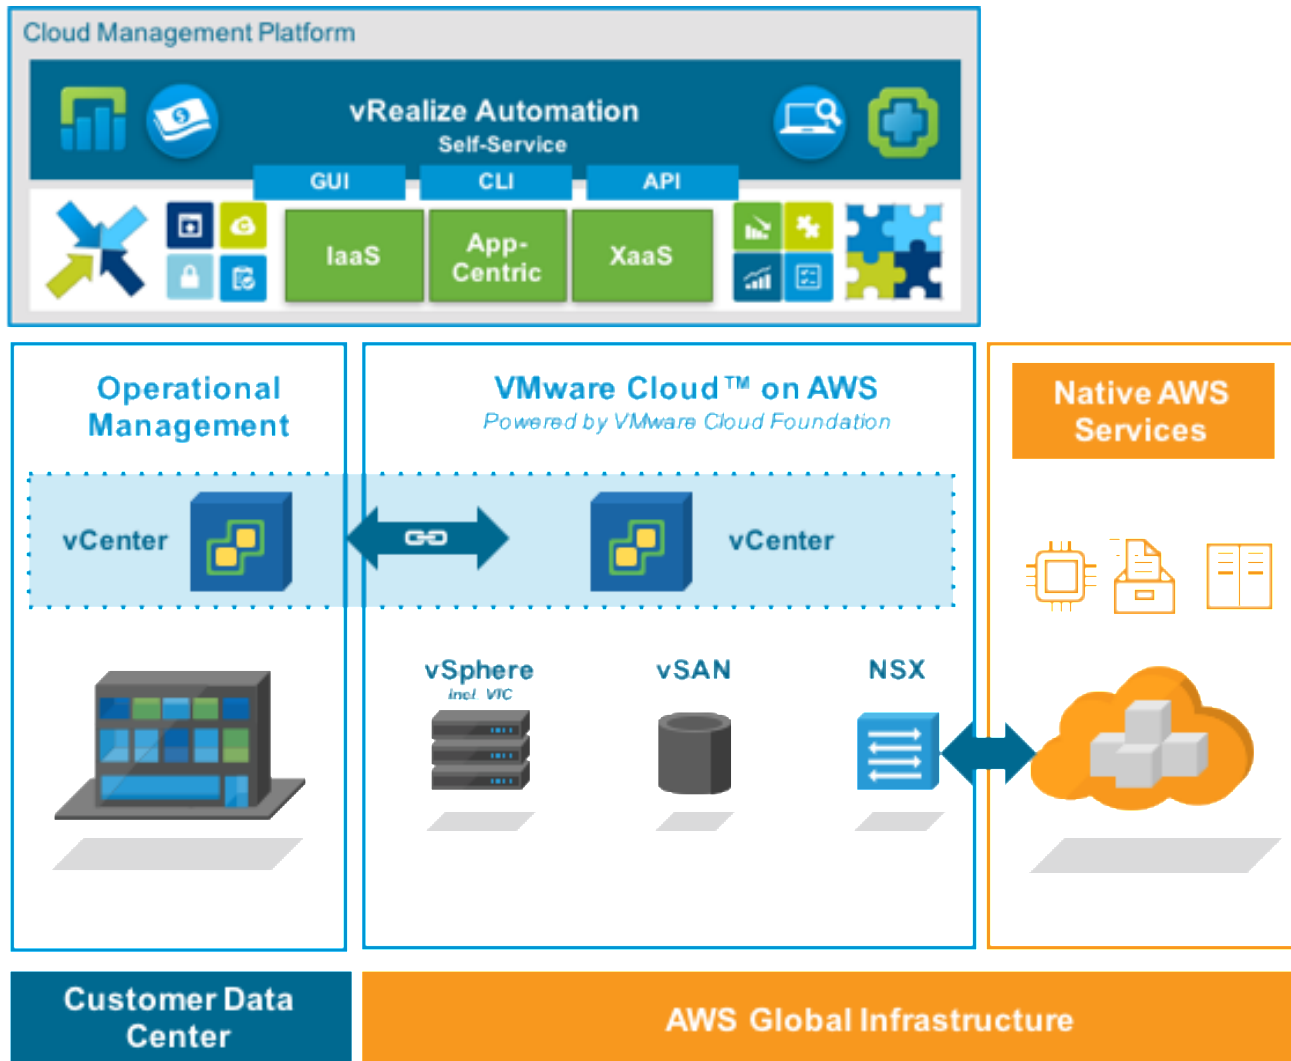 Cloud Management Platform
vRealize Automation
Self-Service
GUI
CLI
API
IaaS
App-
Centric
XaaS
Operational
Management
VMware Cloud™ on AWS
Powered by VMware Cloud Foundation
Native AWS
Services
vCenter
vCenter
vSphere
incl. VIC
vSAN
NSX
Customer Data
Center
AWS Global Infrastructure